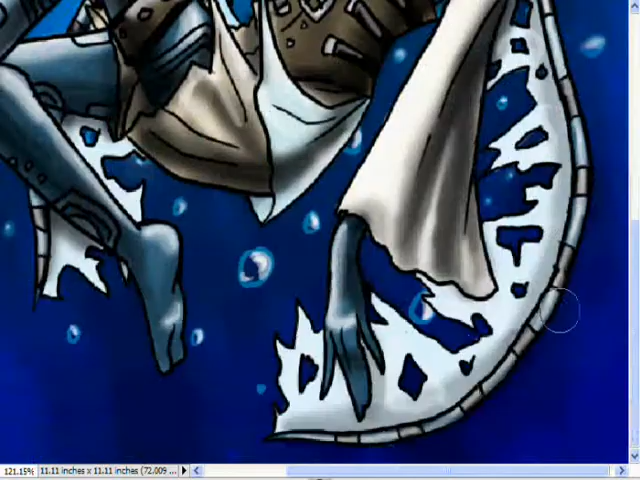 121.15% 11.11 inches x 11.11 inches (72.009 ...